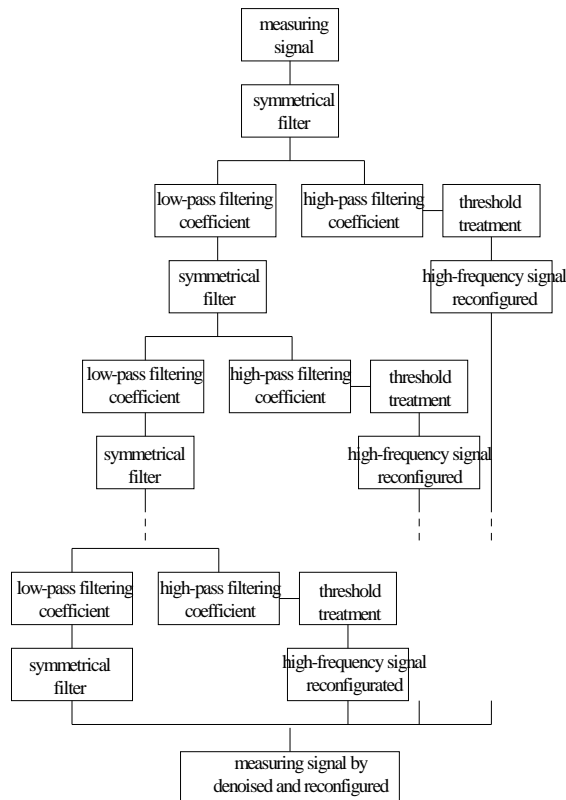 measuring
signal
symmetrical
filter
low-pass filtering
coefficient
high-pass filtering
coefficient
threshold
treatment
symmetrical
filter
high-frequency signal
reconfigured
low-pass filtering
coefficient
high-pass filtering
coefficient
threshold
treatment
symmetrical
filter
high-frequency signal
reconfigured
low-pass filtering
coefficient
high-pass filtering
coefficient
threshold
treatment
symmetrical
filter
high-frequency signal
reconfigurated
measuring signal by
denoised and reconfigured